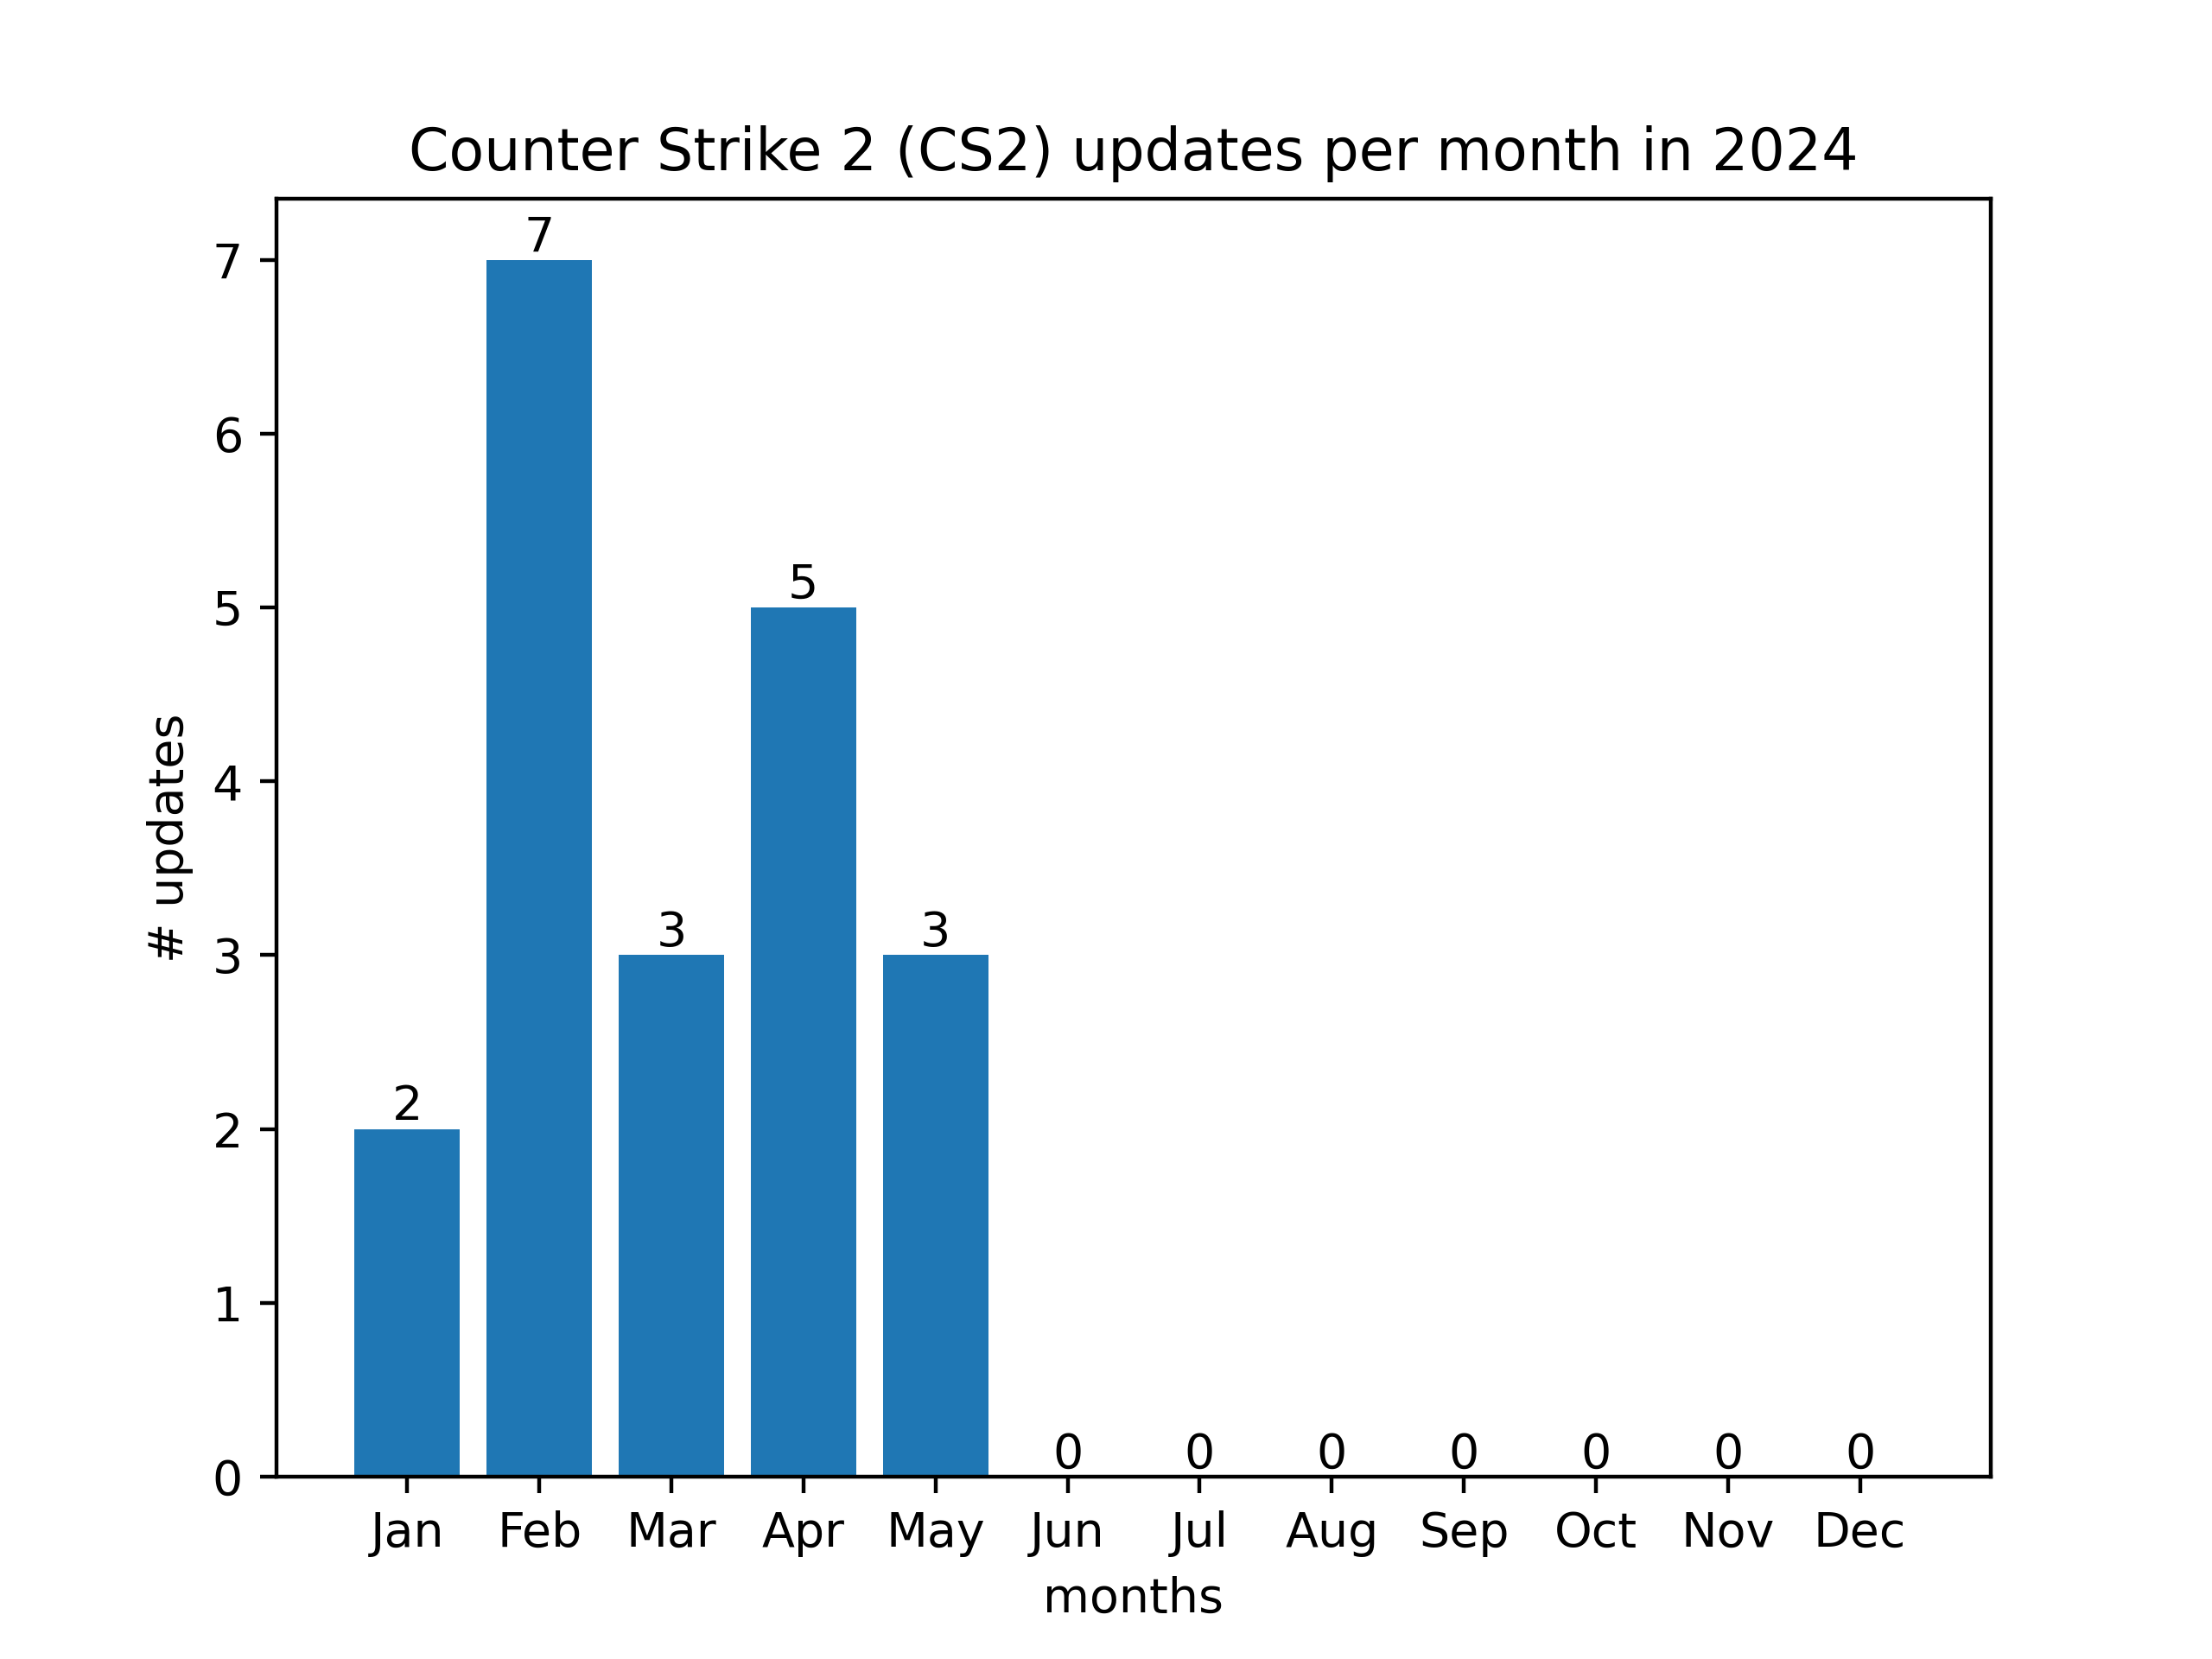 Counter Strike 2 (CS2) updates per month in 2024
7
7
6
5
5
4
# updates
3
3
3
2
2
1
0
0 0 0 0 0 0 0
Jan Feb Mar Apr May Jun Jul Aug Sep Oct Nov Dec
months